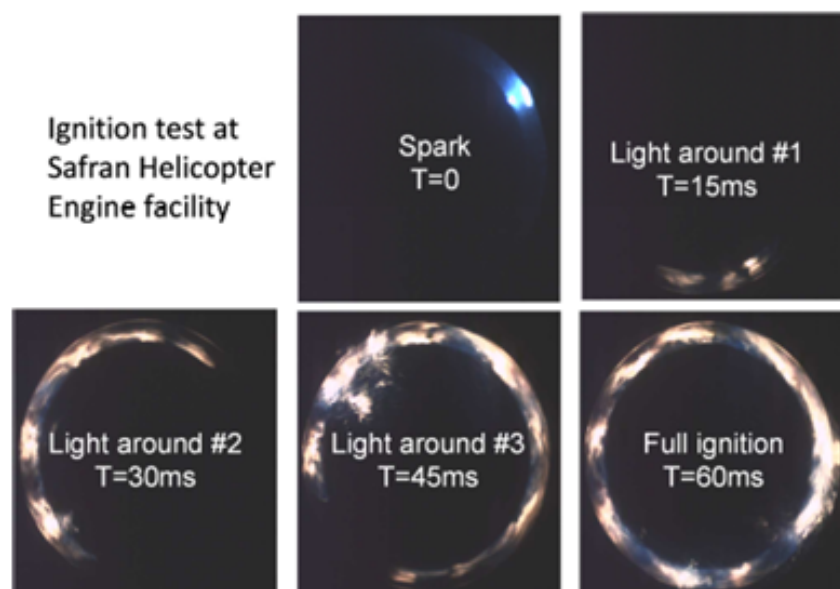 Ignition test at
Safran Helicopter
Engine facility
Spark
T=0
Light around #1
T=15ms
Light around #2
T=30ms
Light around #3
T=45ms
Full ignition
T=60ms